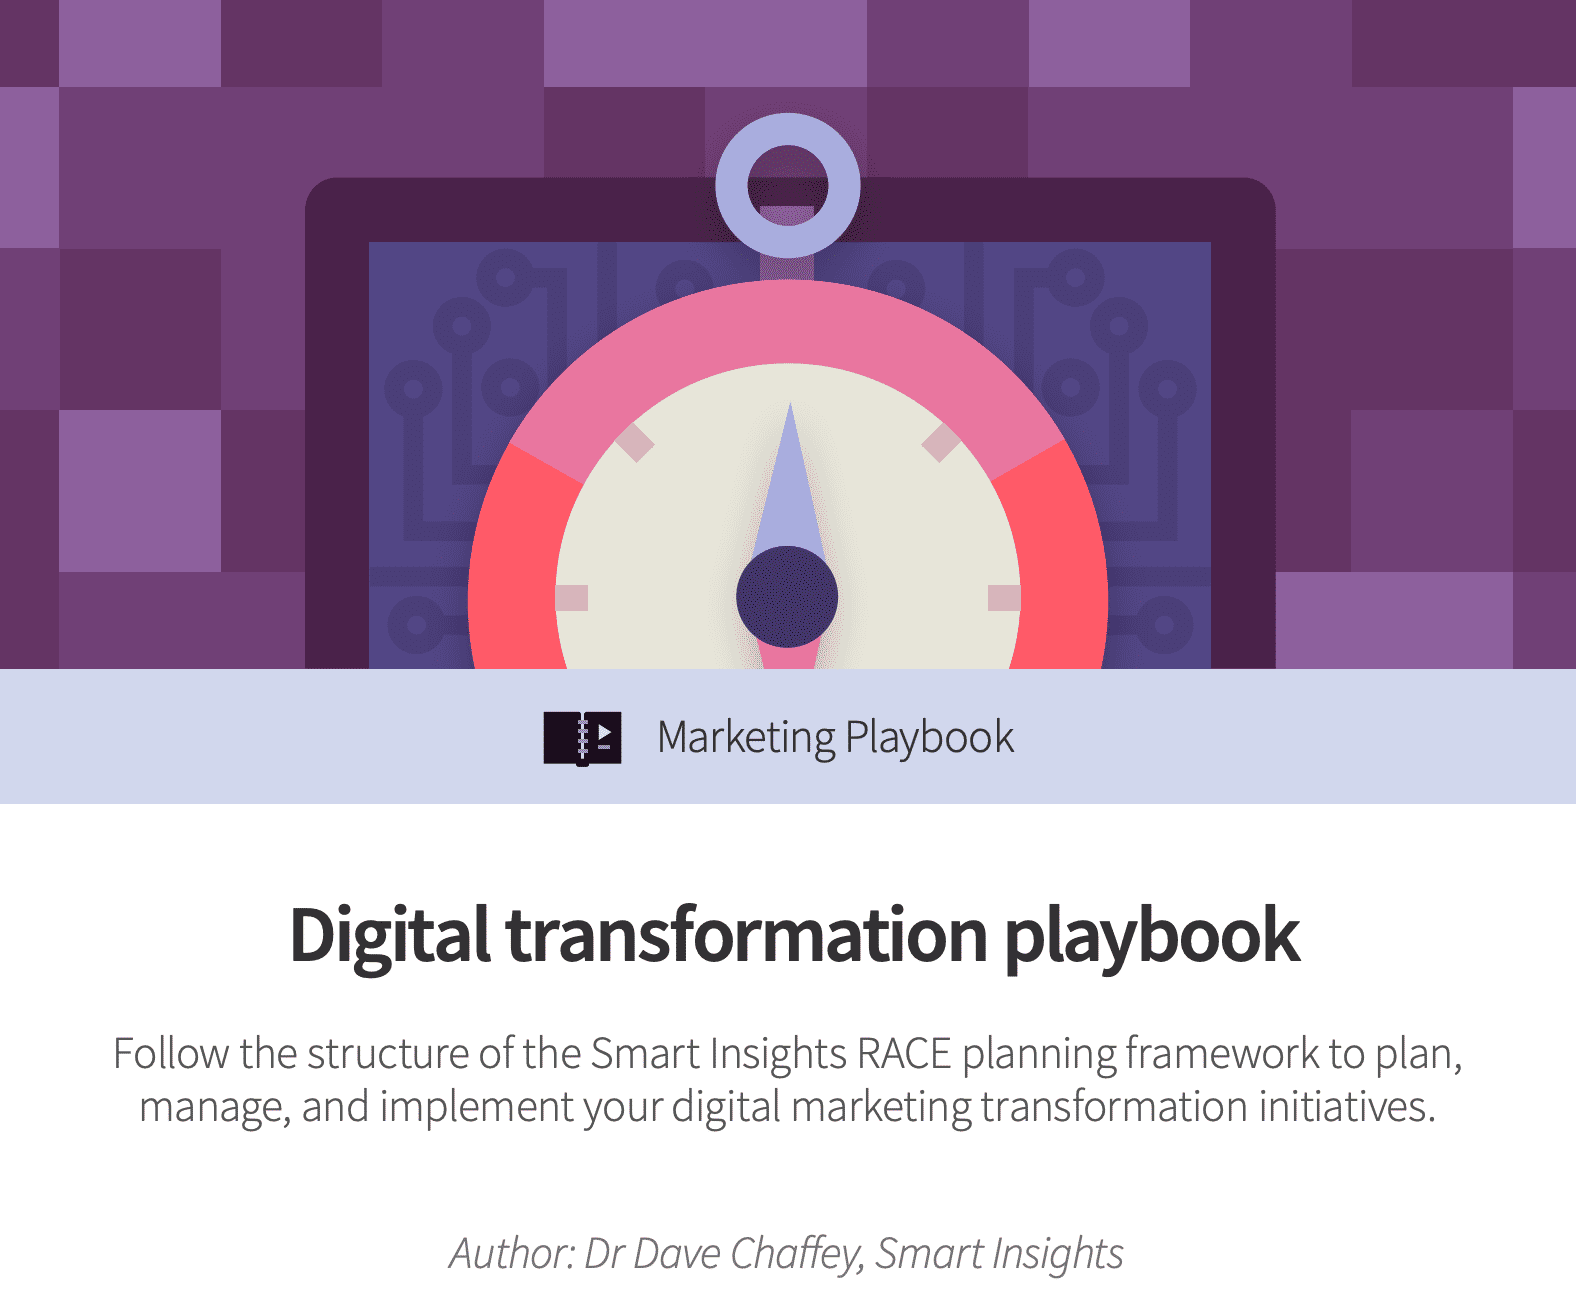 Marketing Playbook
Digital transformation playbook
Follow the structure of the Smart Insights RACE planning framework to plan,
manage, and implement your digital marketing transformation initiatives.
Author: Dr Dave Chaffey, Smart Insights